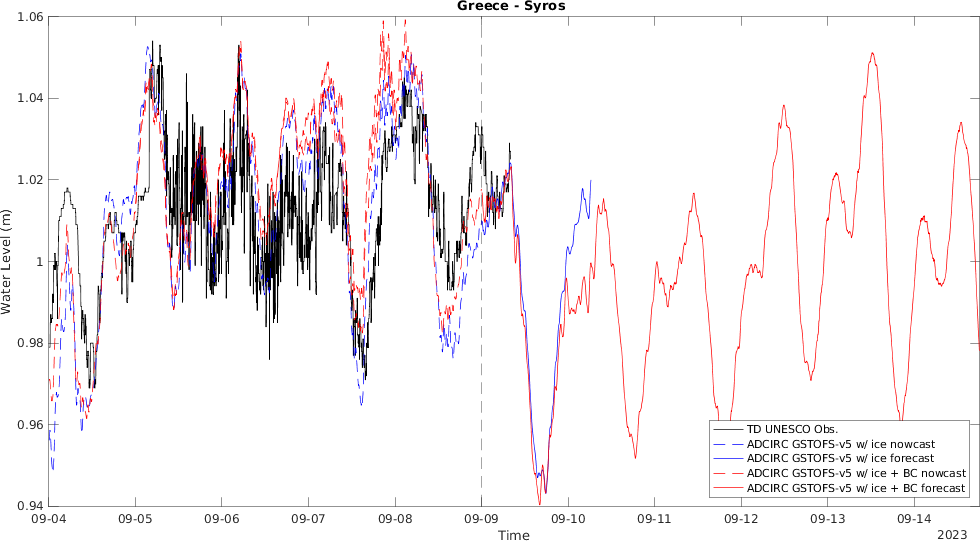 Greece - Syros
1.06
1.04
1.02
1
0.98
0.96
0.94
Water Level (m)
TD UNESCO Obs.
ADCIRC GSTOFS-v5 w/ ice nowcast
ADCIRC GSTOFS-v5 w/ ice forecast
ADCIRC GSTOFS-v5 w/ ice + BC nowcast
ADCIRC GSTOFS-v5 w/ ice + BC forecast
09-04 09-05 09-06 09-07 09-08 09-09 09-10 09-11 09-12 09-13 09-14
Time
2023